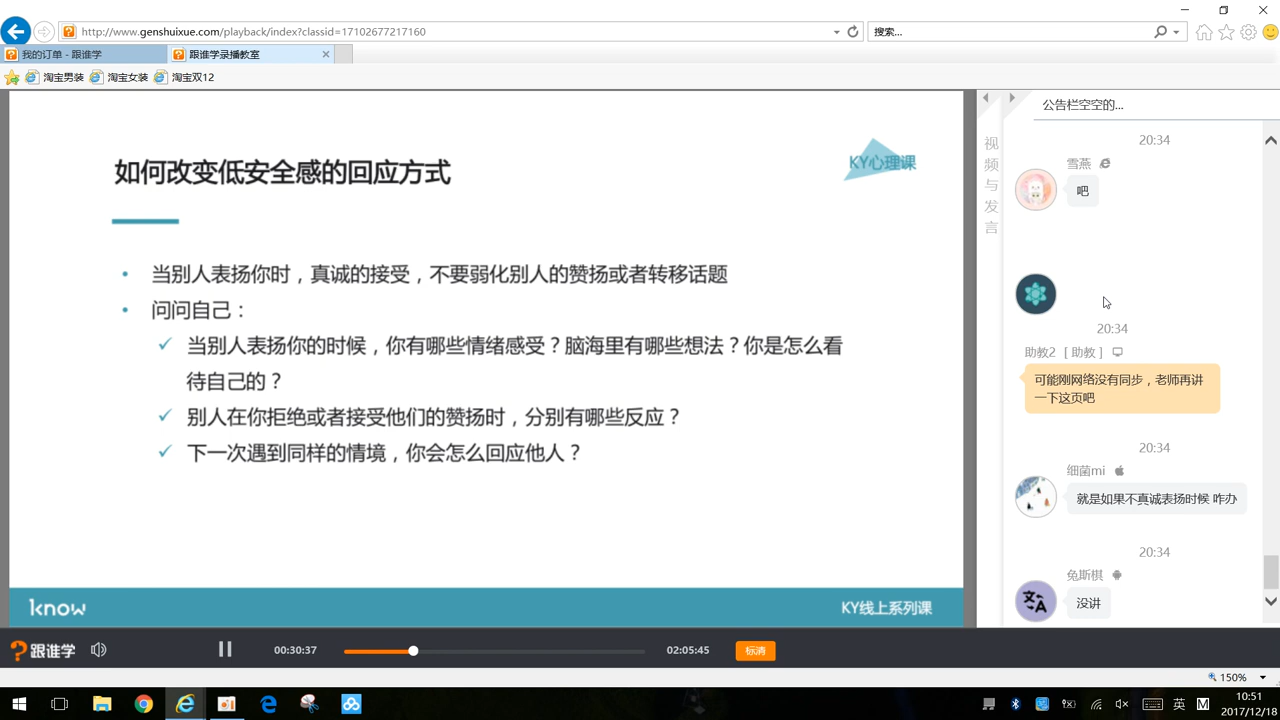 http://www.genshuixue.com/playback/index?classid=17102677217160
搜索...
我的订单 - 跟谁学
跟谁学录播教室
淘宝男装
淘宝女装
淘宝双12
如何改变低安全感的回应方式
KY心理课
• 当别人表扬你时，真诚的接受，不要弱化别人的赞扬或者转移话题
• 问问自己：
✓ 当别人表扬你的时候，你有哪些情绪感受？脑海里有哪些想法？你是怎么看
待自己的？
✓ 别人在你拒绝或者接受他们的赞扬时，分别有哪些反应？
✓ 下一次遇到同样的情境，你会怎么回应他人？
know
KY线上系列课
视频与发言
公告栏空空的...
20:34
雪燕
吧
20:34
助教2 [ 助教 ]
可能刚网络没有同步，老师再讲
一下这页吧
20:34
细菌mi
就是如果不真诚表扬时候 咋办
20:34
兔斯棋
文A
没讲
跟谁学
00:30:37
02:05:45
标清
150%
英
M
10:51
2017/12/18